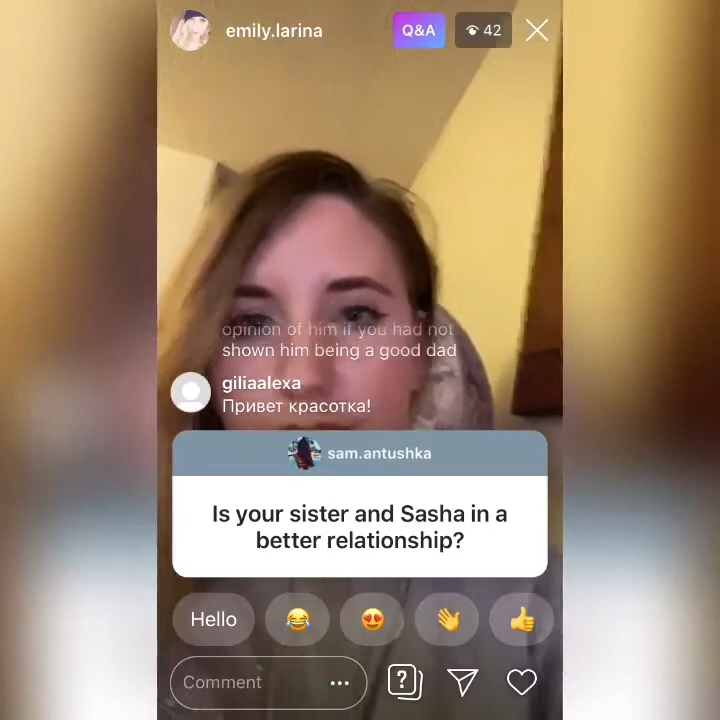 emily.larina
Q&A
42
opinion of him if you had not
shown him being a good dad
giliaalexa
Привет красотка!
sam.antushka
Is your sister and Sasha in a
better relationship?
Hello
Comment
?